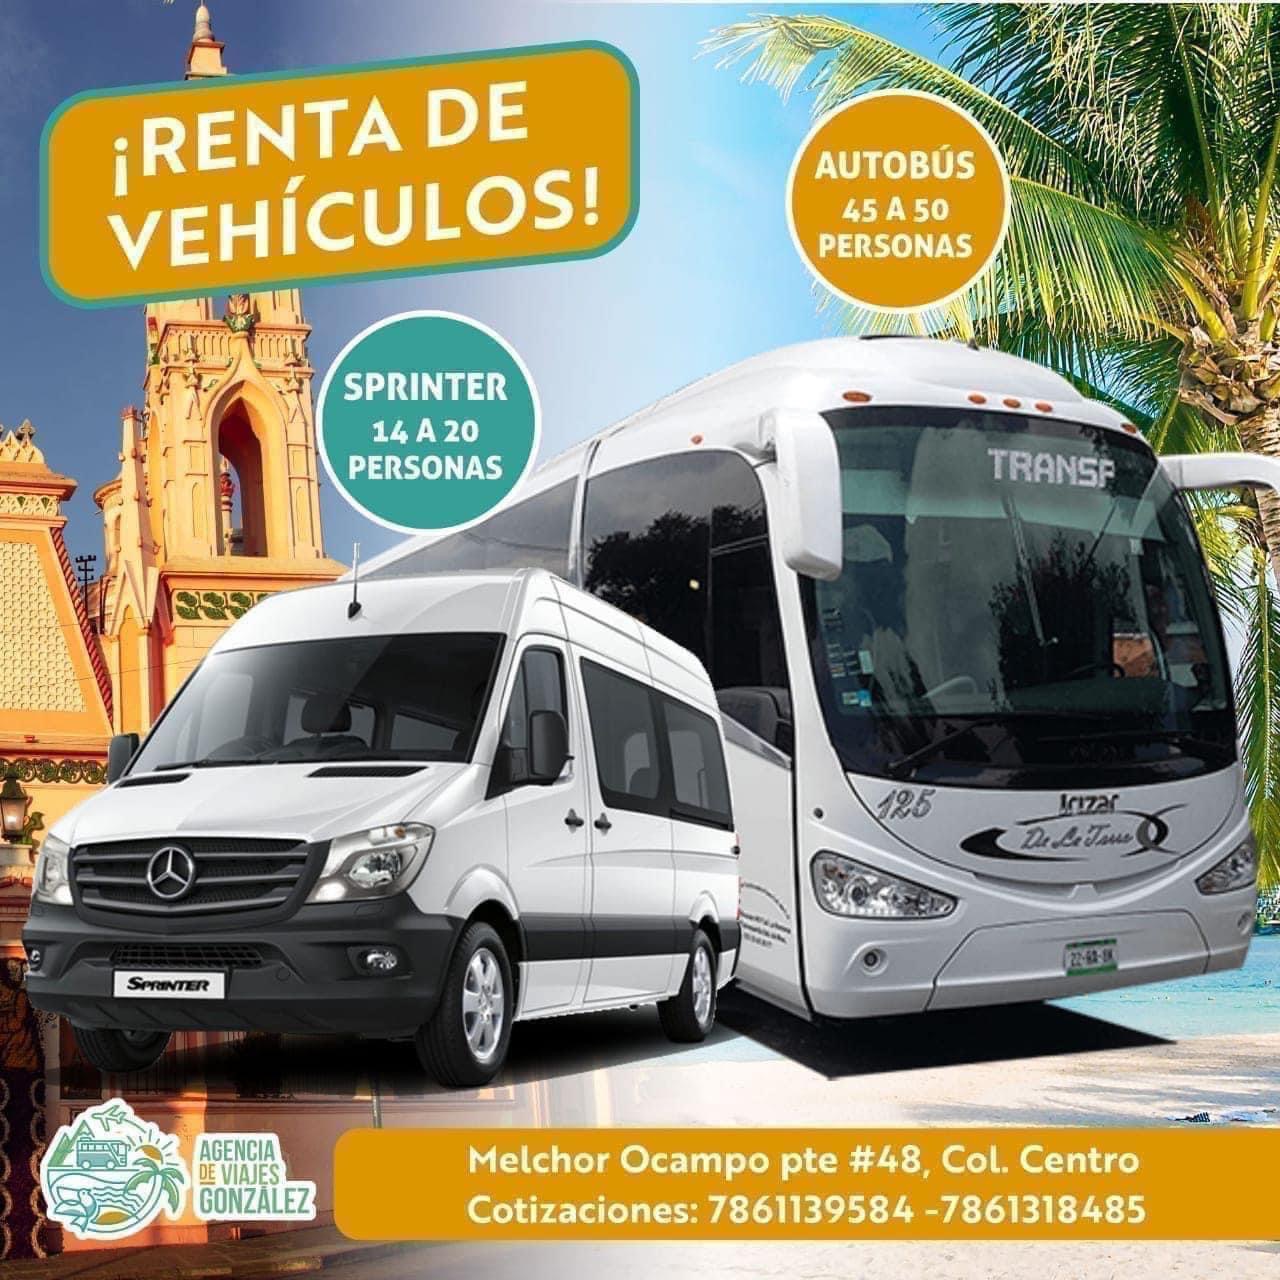 ¡RENTA DE
VEHÍCULOS!
AUTOBÚS
45 A 50
PERSONAS
SPRINTER
14 A 20
PERSONAS
TRANSP
125
Irizar
SPRINTER
AGENCIA
DE VIAJES
GONZÁLEZ
Melchor Ocampo pte #48, Col. Centro
Cotizaciones: 7861139584 -7861318485